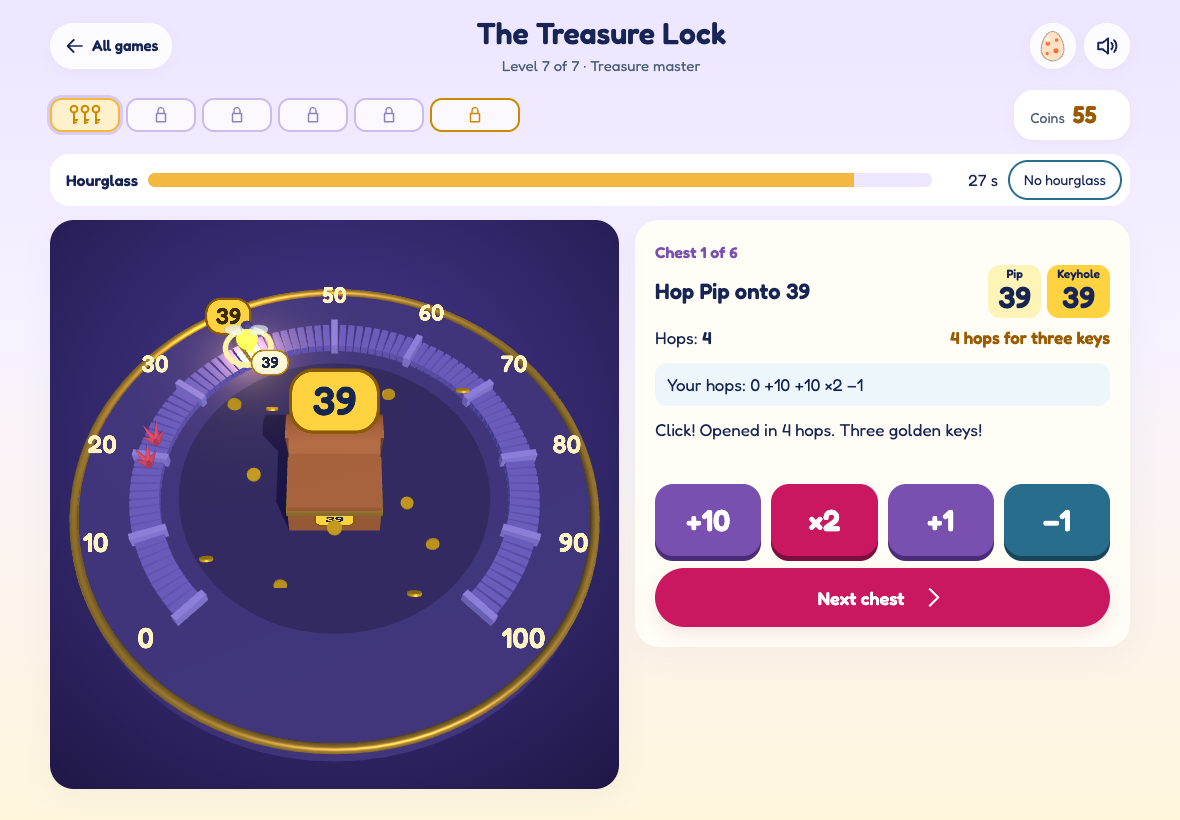 All games
The Treasure Lock
Level 7 of 7 · Treasure master
Coins 55
Hourglass
27 s
No hourglass
50
39
60
39
30
70
39
20
80
39
10
90
0
100
Chest 1 of 6
Hop Pip onto 39
Pip
39
Keyhole
39
Hops: 4
4 hops for three keys
Your hops: 0 +10 +10 ×2 −1
Click! Opened in 4 hops. Three golden keys!
+10
×2
+1
−1
Next chest